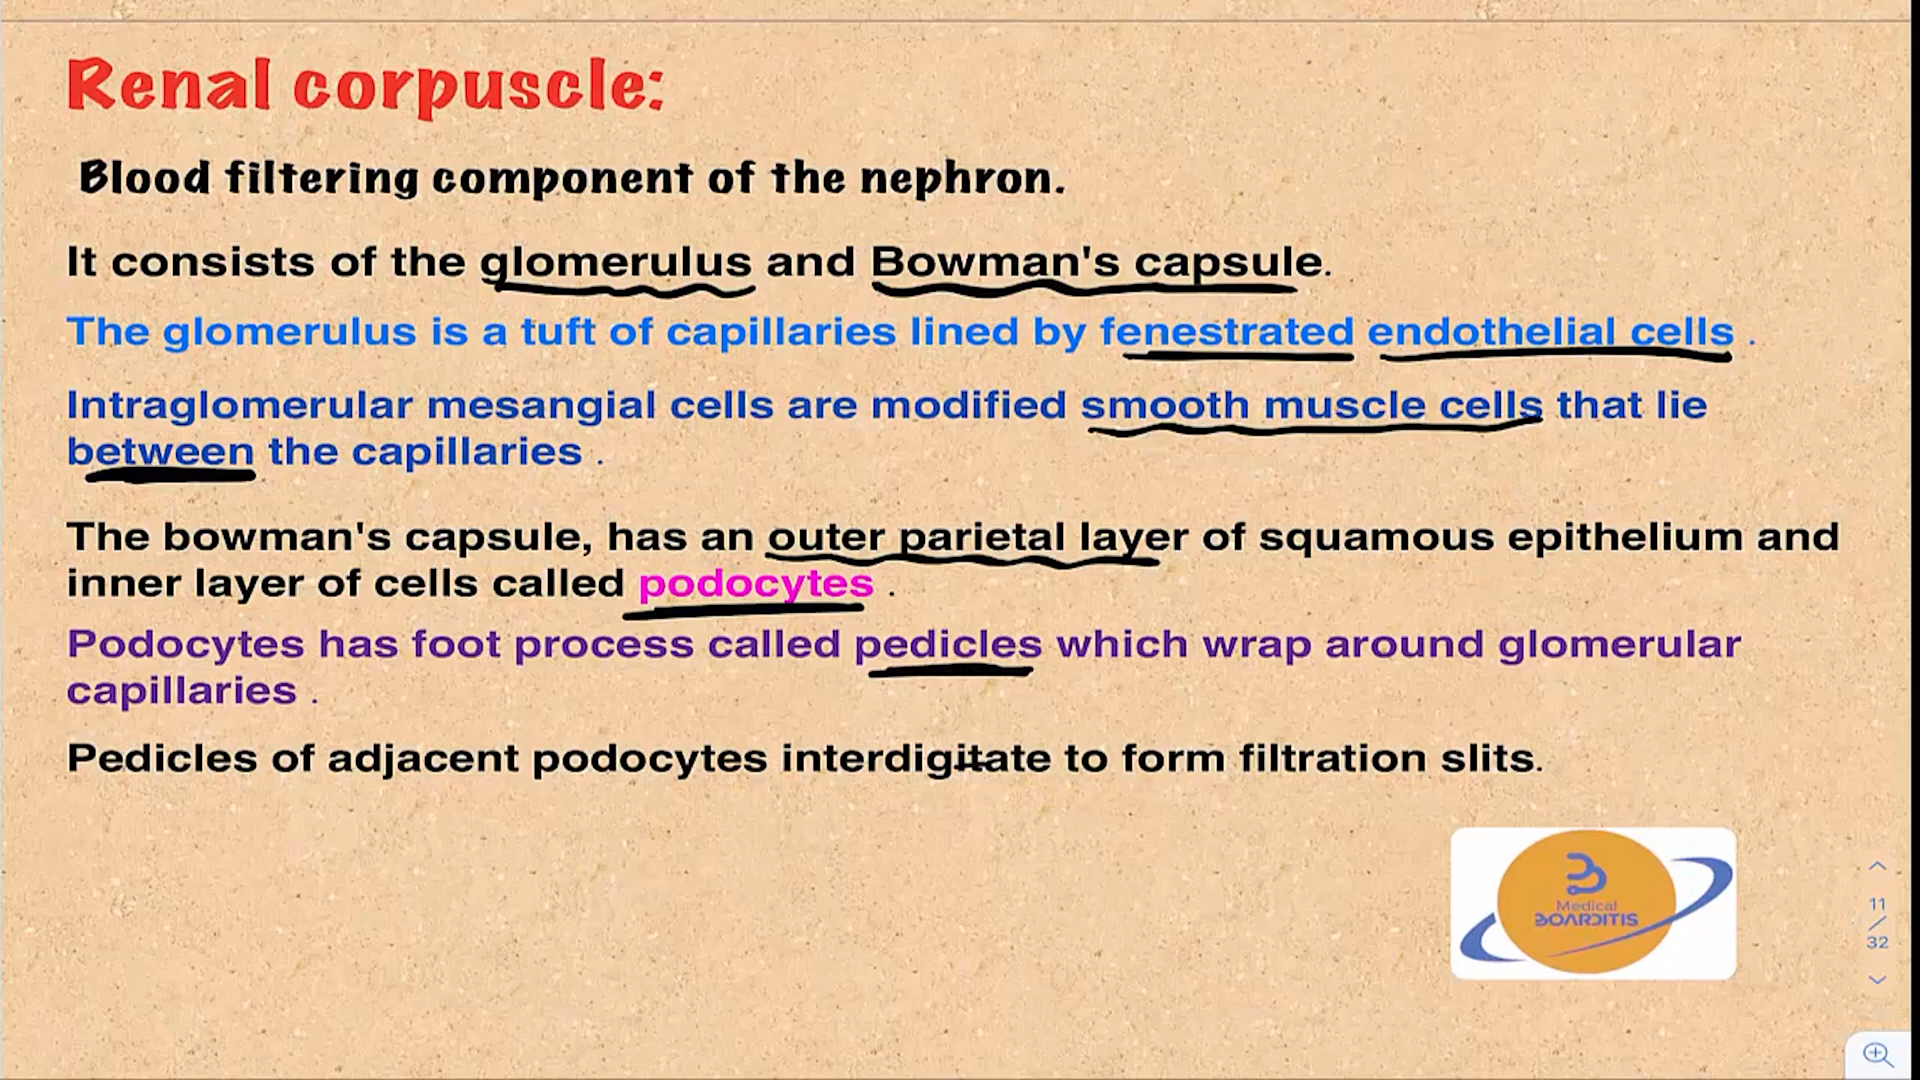 Renal corpuscle:
Blood filtering component of the nephron.
It consists of the glomerulus and Bowman's capsule.
The glomerulus is a tuft of capillaries lined by fenestrated endothelial cells .
Intraglomerular mesangial cells are modified smooth muscle cells that lie
between the capillaries .
The bowman's capsule, has an outer parietal layer of squamous epithelium and
inner layer of cells called podocytes .
Podocytes has foot process called pedicles which wrap around glomerular
capillaries .
Pedicles of adjacent podocytes interdigitate to form filtration slits.
Medical
BOARDITIS
11
/
32